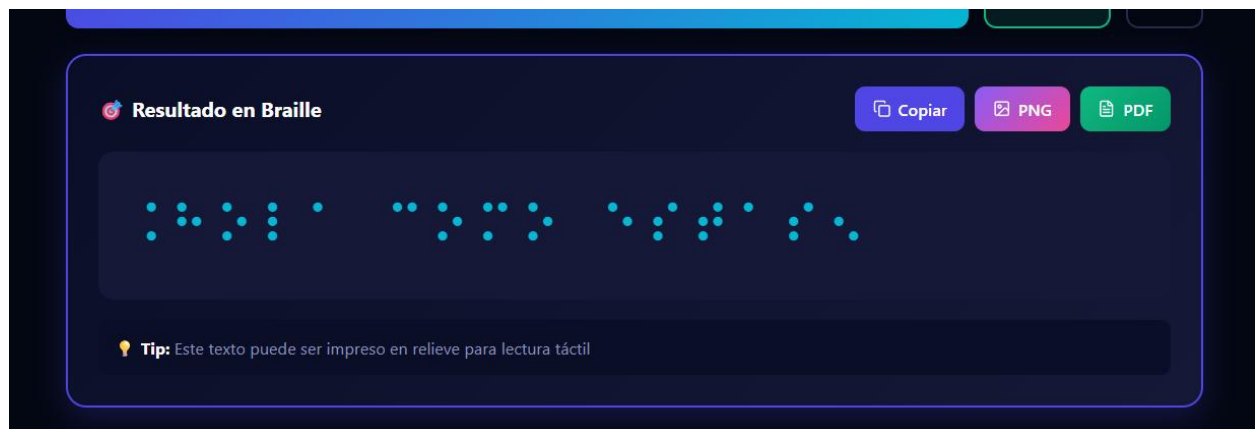 Resultado en Braille
Copiar
PNG
PDF
⠨⠓⠕⠇⠁ ⠉⠕⠍⠕ ⠑⠎⠞⠁⠎⠢
Tip: Este texto puede ser impreso en relieve para lectura táctil